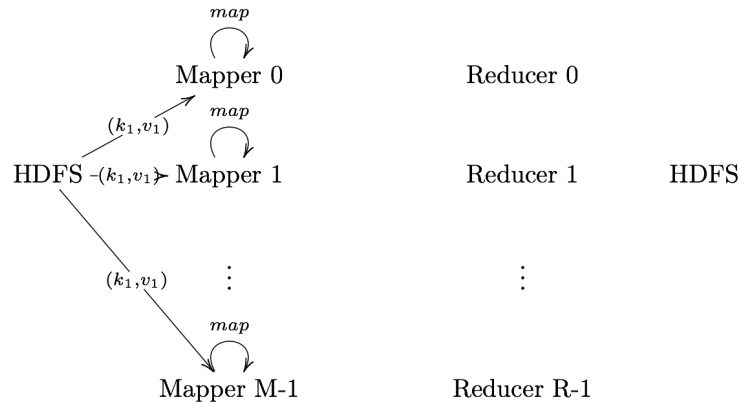 map
Mapper 0 Reducer 0
(k₁,v₁)
map
HDFS (k₁,v₁) Mapper 1 Reducer 1 HDFS
(k₁,v₁) ⋮ ⋮
map
Mapper M-1 Reducer R-1